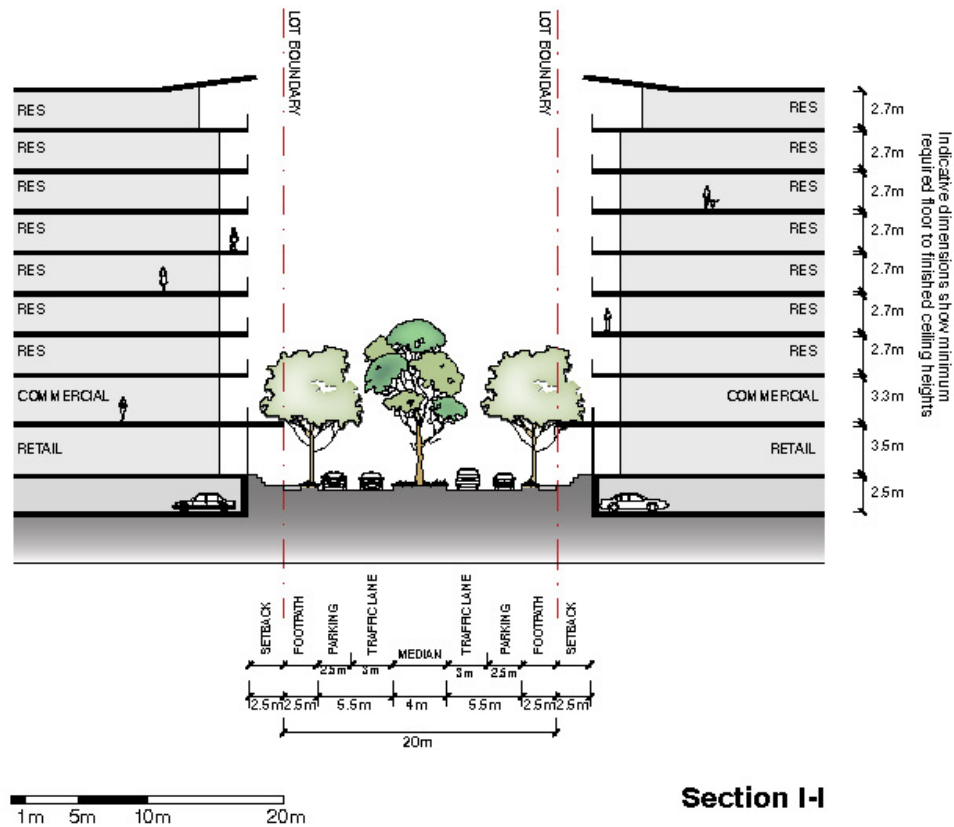 LOT BOUNDARY
LOT BOUNDARY
RES
RES
2.7m
RES
RES
2.7m
RES
RES
2.7m
RES
RES
2.7m
RES
RES
2.7m
RES
RES
2.7m
RES
RES
2.7m
COMMERCIAL
COMMERCIAL
3.3m
RETAIL
RETAIL
3.5m
2.5m
Indicative dimensions show minimum
required floor to finished ceiling heights
SETBACK
FOOTPATH
PARKING
TRAFFIC LANE
MEDIAN
TRAFFIC LANE
PARKING
FOOTPATH
SETBACK
2.5m 3m 3m 2.5m
2.5m 2.5m 5.5m 4m 5.5m 2.5m 2.5m
20m
1m 5m 10m 20m
Section I-I